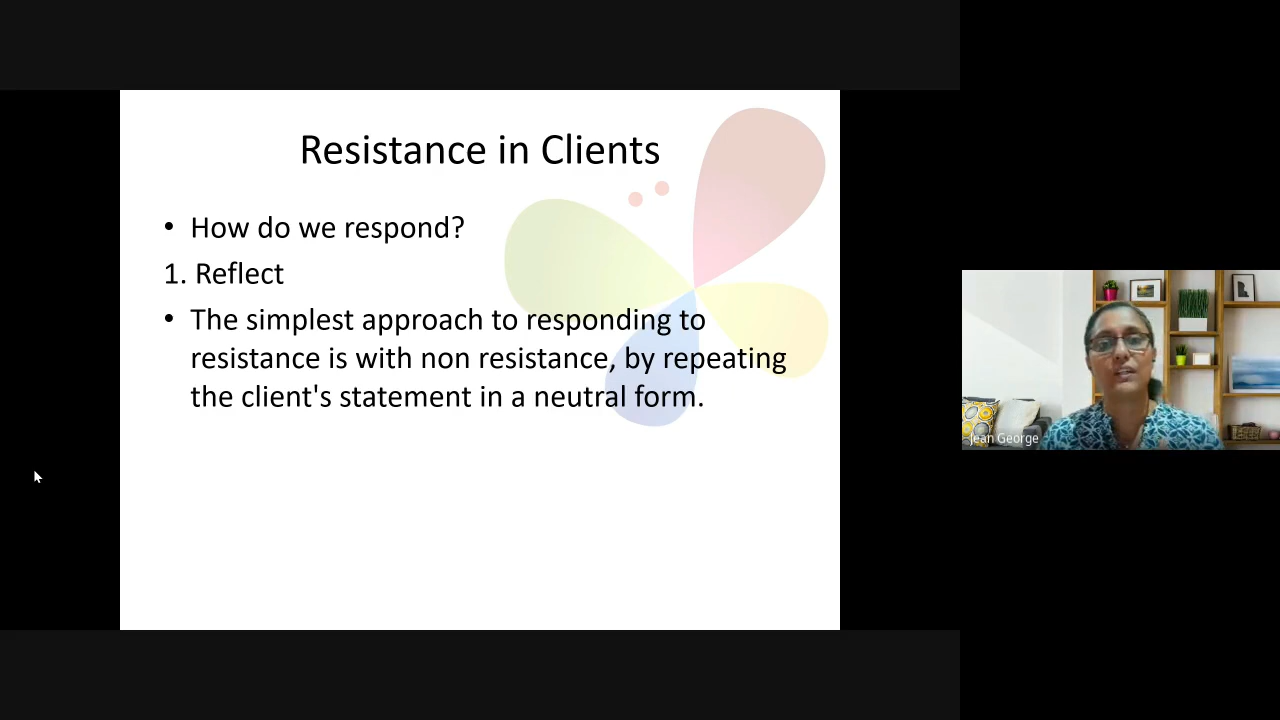 Resistance in Clients
• How do we respond?
1. Reflect
• The simplest approach to responding to
resistance is with non resistance, by repeating
the client's statement in a neutral form.
Jean George